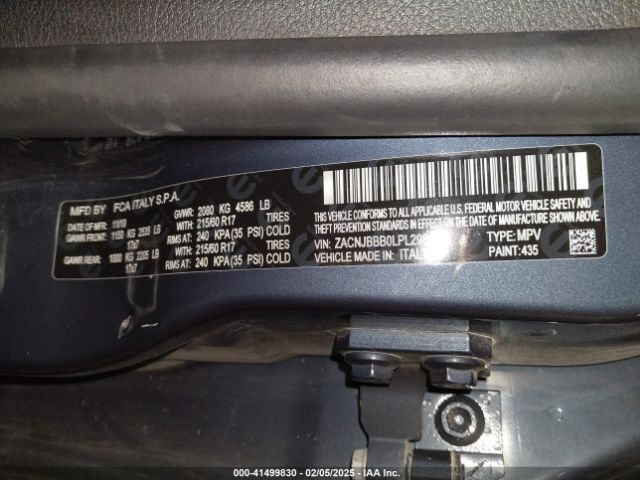 MFD BY FCA ITALY S.P.A.
DATE OF MFR: 11/19 GVWR: 2080 KG 4586 LB
GAWR FRONT: 1150 KG 2535 LB WITH: 215/60 R17 TIRES
17x7 RIMS AT: 240 KPA(35 PSI) COLD
GAWR REAR: 1000 KG 2205 LB WITH: 215/60 R17 TIRES
17x7 RIMS AT: 240 KPA(35 PSI) COLD
THIS VEHICLE CONFORMS TO ALL APPLICABLE
FEDERAL MOTOR VEHICLE SAFETY, BUMPER, AND
THEFT PREVENTION STANDARDS IN EFFECT ON THE
DATE OF MANUFACTURE SHOWN ABOVE.
VIN: ZACNJBBB0LPL29 TYPE: MPV
VEHICLE MADE IN: ITALY PAINT: 435
000-41499830 - 02/05/2025 - IAA Inc.